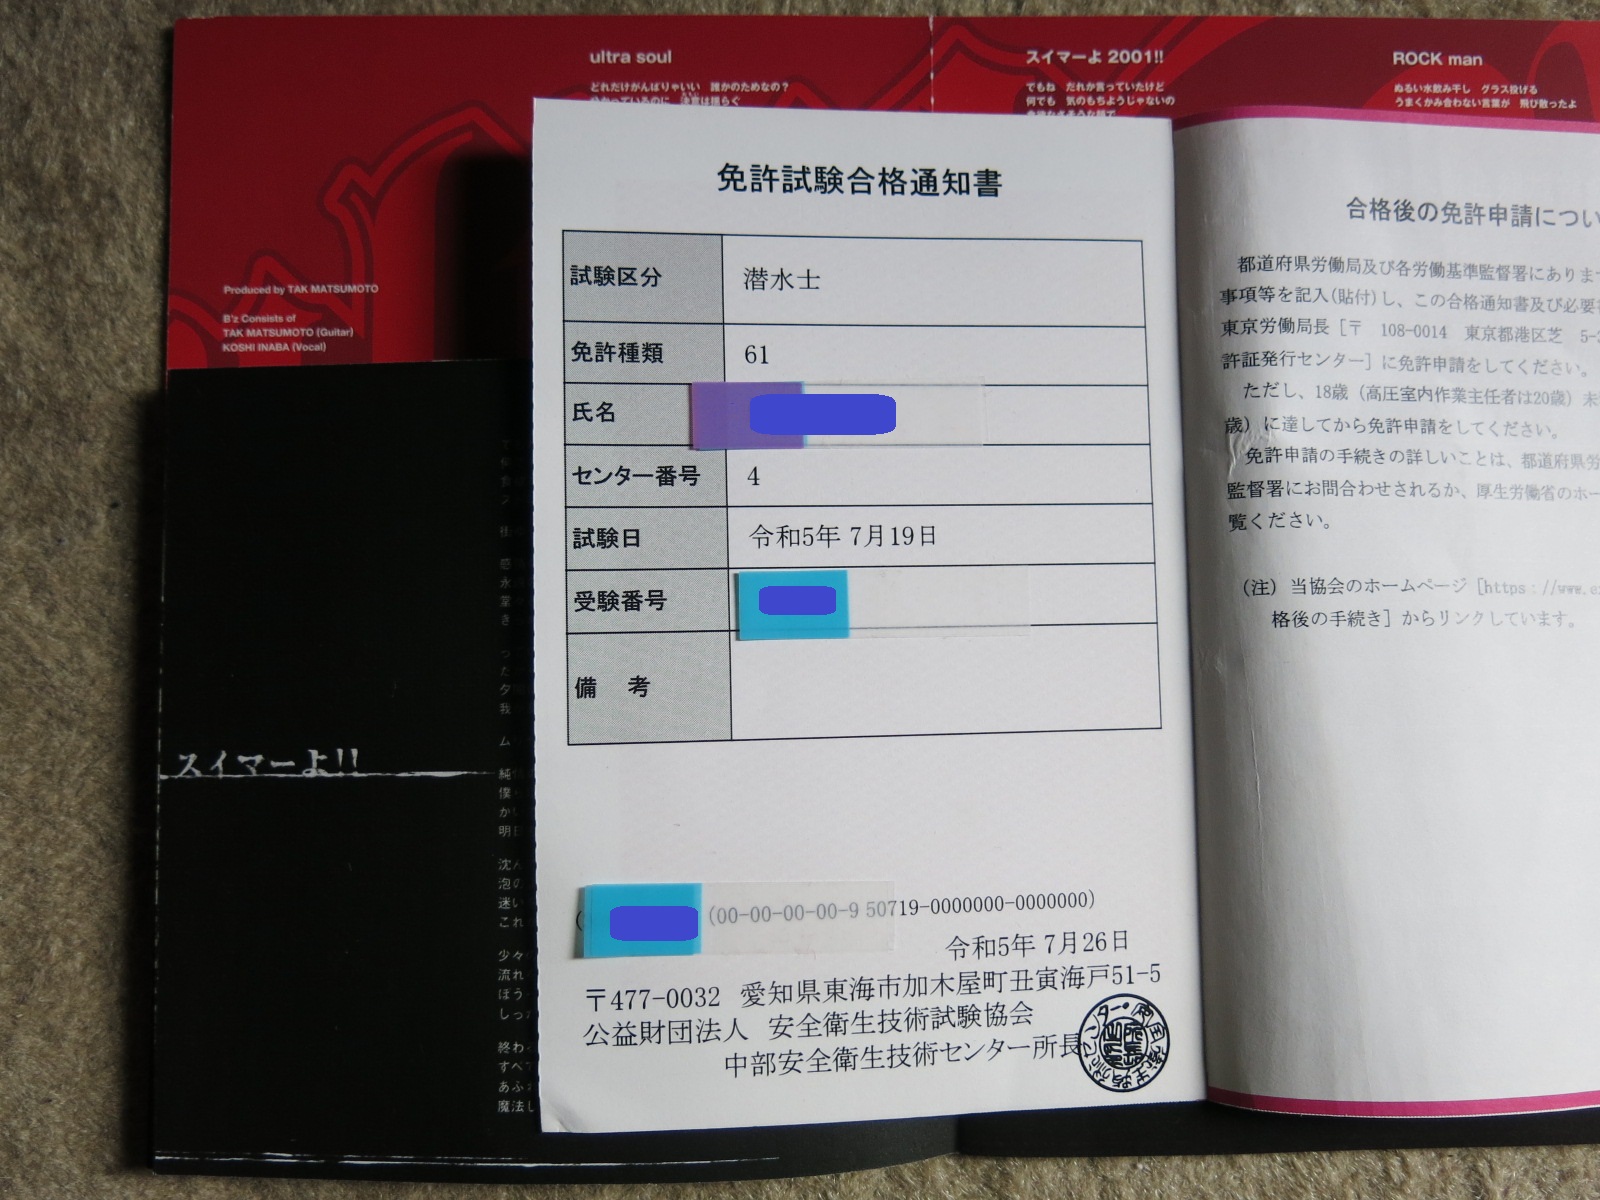 ultra soul
どれだけがんばりゃいい　誰かのためなの？
分かっているのに　決意は揺らぐ
スイマーよ 2001!!
でもね　だれか言っていたけど
何でも　気のもちようじゃないの
ROCK man
ぬるい水飲み干し　グラス投げる
うまくかみ合わない言葉が　飛び散ったよ
Produced by TAK MATSUMOTO
B'z Consists of
TAK MATSUMOTO (Guitar)
KOSHI INABA (Vocal)
スイマーよ!!
免許試験合格通知書
試験区分 潜水士
免許種類 61
氏名
センター番号 4
試験日 令和5年 7月19日
受験番号
備　考
(00-00-00-00-9 50719-0000000-0000000)
令和5年 7月26日
〒477-0032 愛知県東海市加木屋町丑寅海戸51-5
公益財団法人 安全衛生技術試験協会
中部安全衛生技術センター所長
合格後の免許申請につい
都道府県労働局及び各労働基準監督署にありま
事項等を記入(貼付)し、この合格通知書及び必要
東京労働局長［〒 108-0014 東京都港区芝 5-3
許証発行センター］に免許申請をしてください。
ただし、18歳（高圧室内作業主任者は20歳）未
歳）に達してから免許申請をしてください。
免許申請の手続きの詳しいことは、都道府県労
監督署にお問合わせされるか、厚生労働省のホー
覧ください。
（注）当協会のホームページ［https://www.e
格後の手続き］からリンクしています。